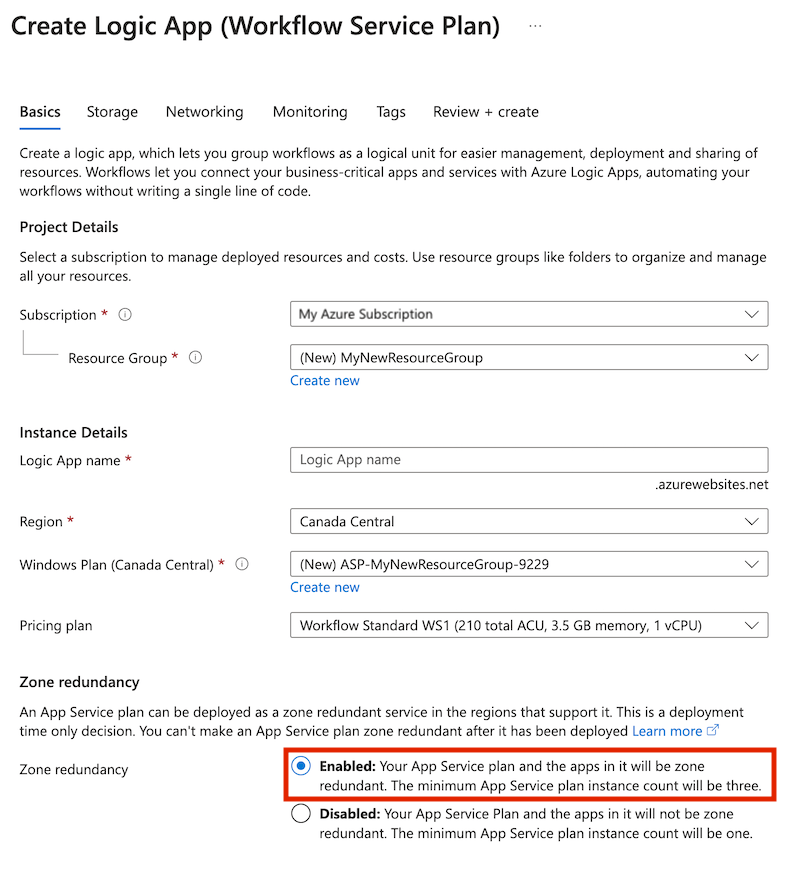 Create Logic App (Workflow Service Plan) ...
Basics Storage Networking Monitoring Tags Review + create
Create a logic app, which lets you group workflows as a logical unit for easier management, deployment and sharing of
resources. Workflows let you connect your business-critical apps and services with Azure Logic Apps, automating your
workflows without writing a single line of code.
Project Details
Select a subscription to manage deployed resources and costs. Use resource groups like folders to organize and manage
all your resources.
Subscription * My Azure Subscription
Resource Group * (New) MyNewResourceGroup
Create new
Instance Details
Logic App name * Logic App name
.azurewebsites.net
Region * Canada Central
Windows Plan (Canada Central) * (New) ASP-MyNewResourceGroup-9229
Create new
Pricing plan Workflow Standard WS1 (210 total ACU, 3.5 GB memory, 1 vCPU)
Zone redundancy
An App Service plan can be deployed as a zone redundant service in the regions that support it. This is a deployment
time only decision. You can't make an App Service plan zone redundant after it has been deployed Learn more
Zone redundancy Enabled: Your App Service plan and the apps in it will be zone
redundant. The minimum App Service plan instance count will be three.
Disabled: Your App Service Plan and the apps in it will not be zone
redundant. The minimum App Service plan instance count will be one.